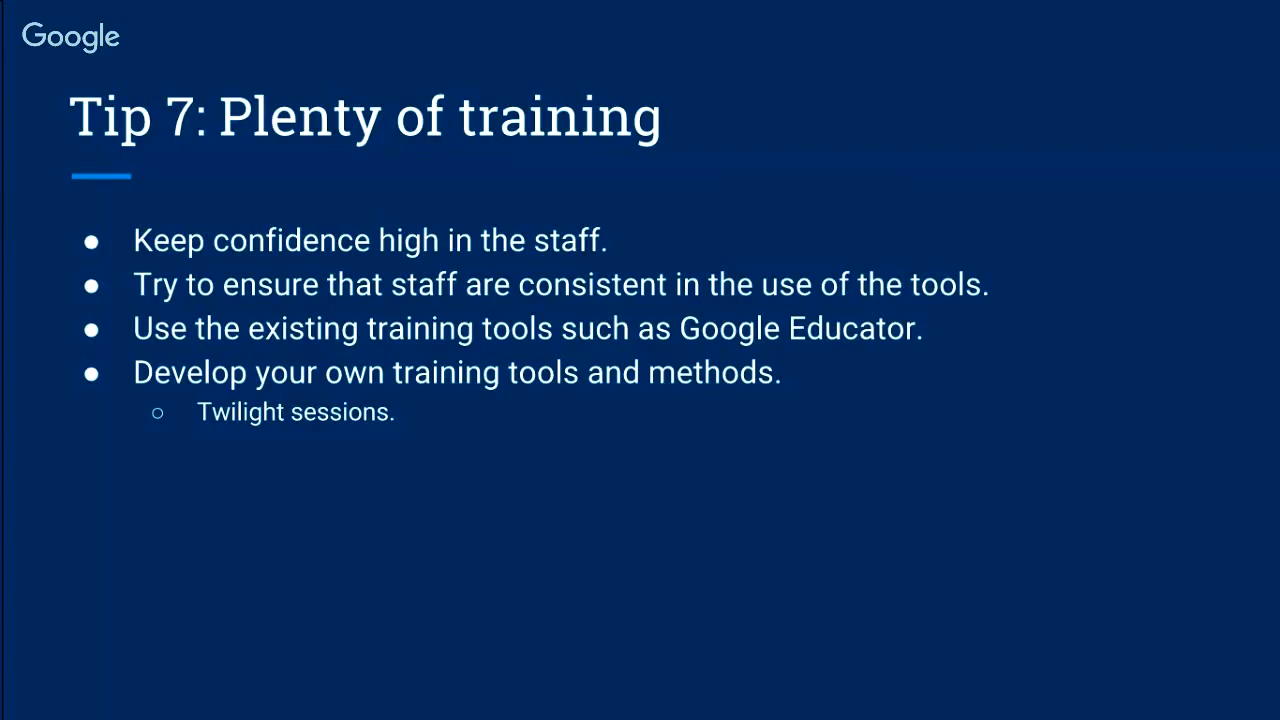 Google
Tip 7: Plenty of training
● Keep confidence high in the staff.
● Try to ensure that staff are consistent in the use of the tools.
● Use the existing training tools such as Google Educator.
● Develop your own training tools and methods.
○ Twilight sessions.